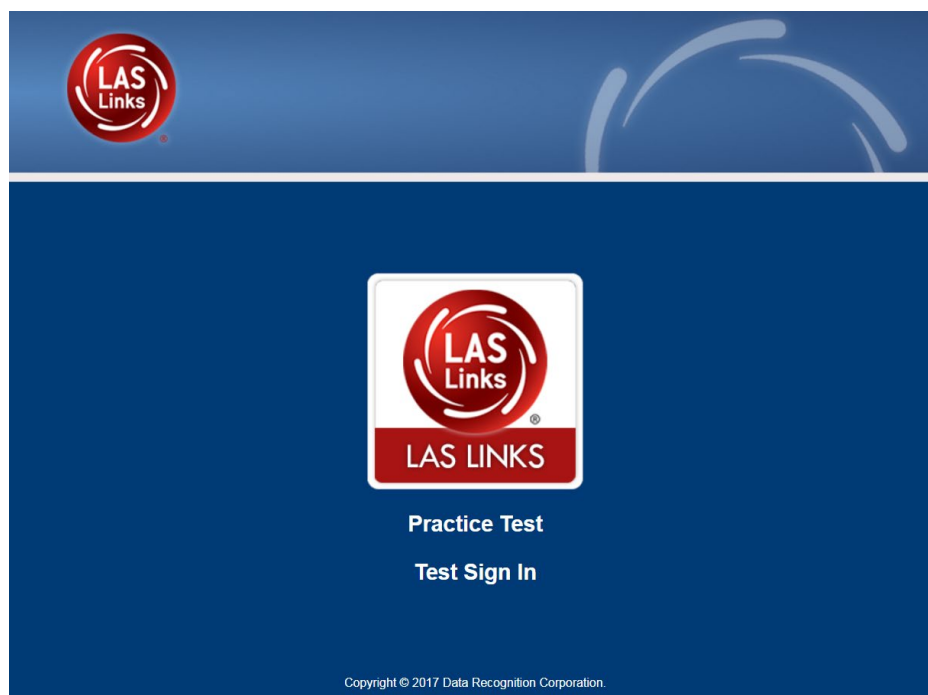 LAS
Links
®
LAS
Links
®
LAS LINKS
Practice Test
Test Sign In
Copyright © 2017 Data Recognition Corporation.